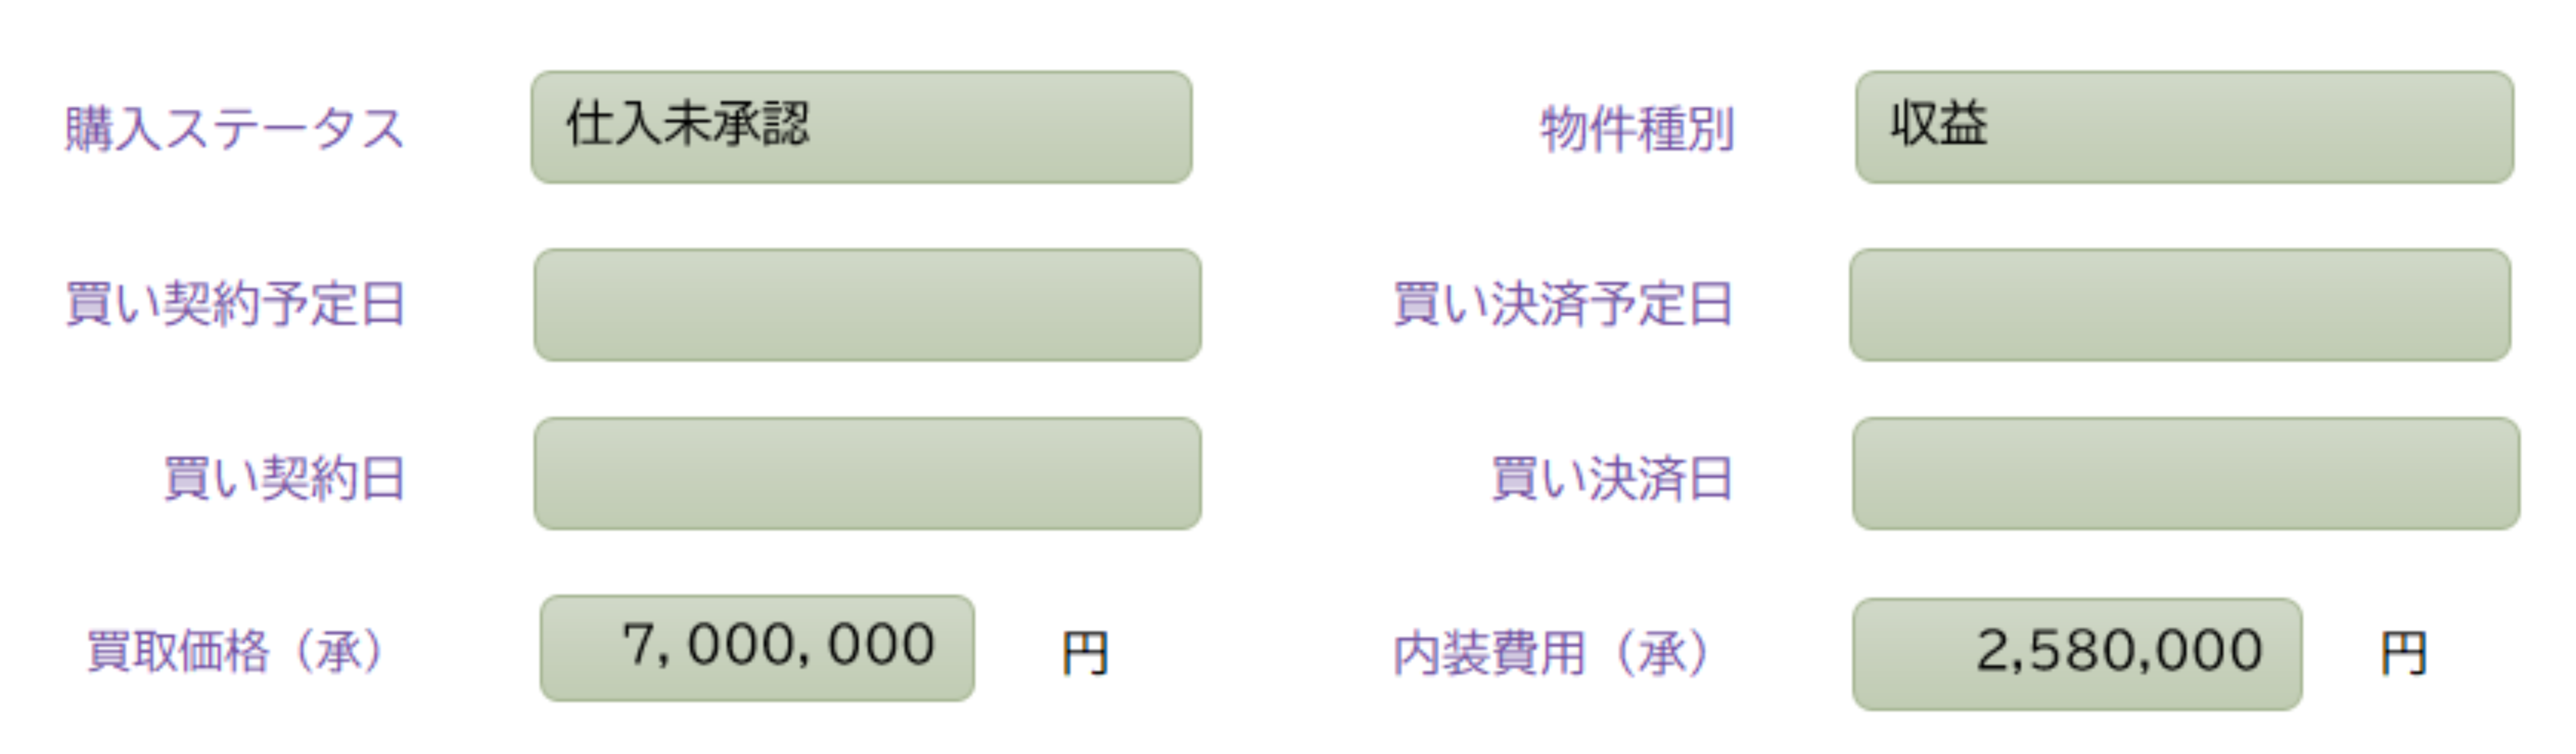 購入ステータス 仕入未承認 物件種別 収益
買い契約予定日 買い決済予定日
買い契約日 買い決済日
買取価格（承） 7, 000, 000 円 内装費用（承） 2,580,000 円